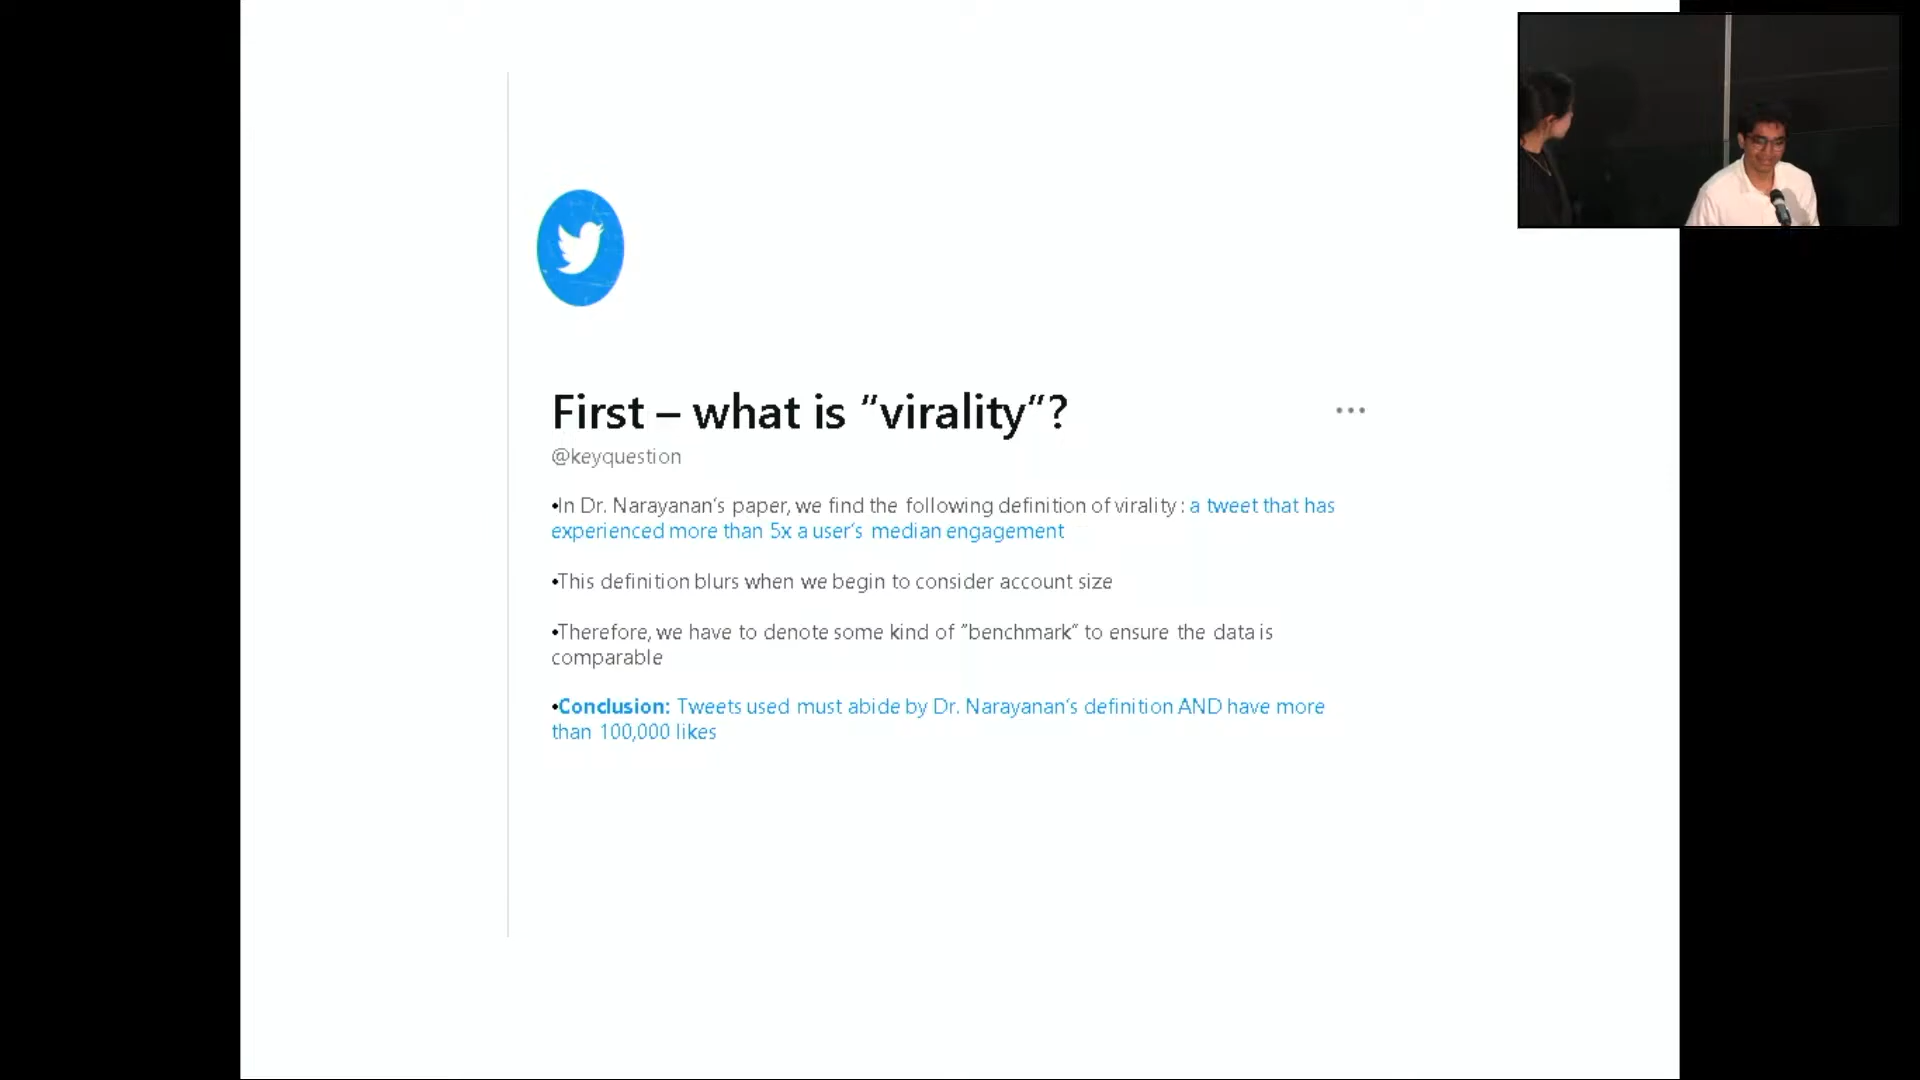 First – what is "virality"?
@keyquestion
•In Dr. Narayanan's paper, we find the following definition of virality: a tweet that has
experienced more than 5x a user's median engagement
•This definition blurs when we begin to consider account size
•Therefore, we have to denote some kind of "benchmark" to ensure the data is
comparable
•Conclusion: Tweets used must abide by Dr. Narayanan's definition AND have more
than 100,000 likes